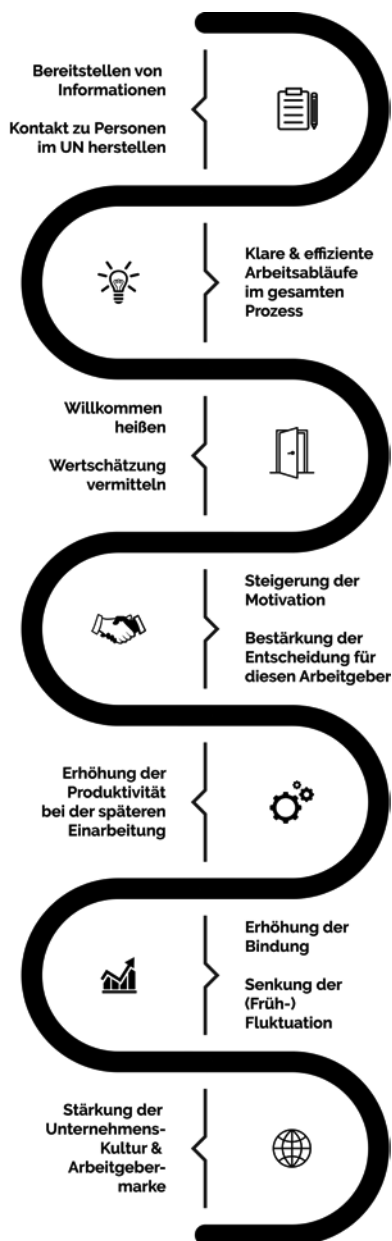 Bereitstellen von
Informationen
Kontakt zu Personen
im UN herstellen
Klare & effiziente
Arbeitsabläufe
im gesamten
Prozess
Willkommen
heißen
Wertschätzung
vermitteln
Steigerung der
Motivation
Bestärkung der
Entscheidung für
diesen Arbeitgeber
Erhöhung der
Produktivität
bei der späteren
Einarbeitung
Erhöhung der
Bindung
Senkung der
(Früh-)
Fluktuation
Stärkung der
Unternehmens-
Kultur &
Arbeitgeber-
marke